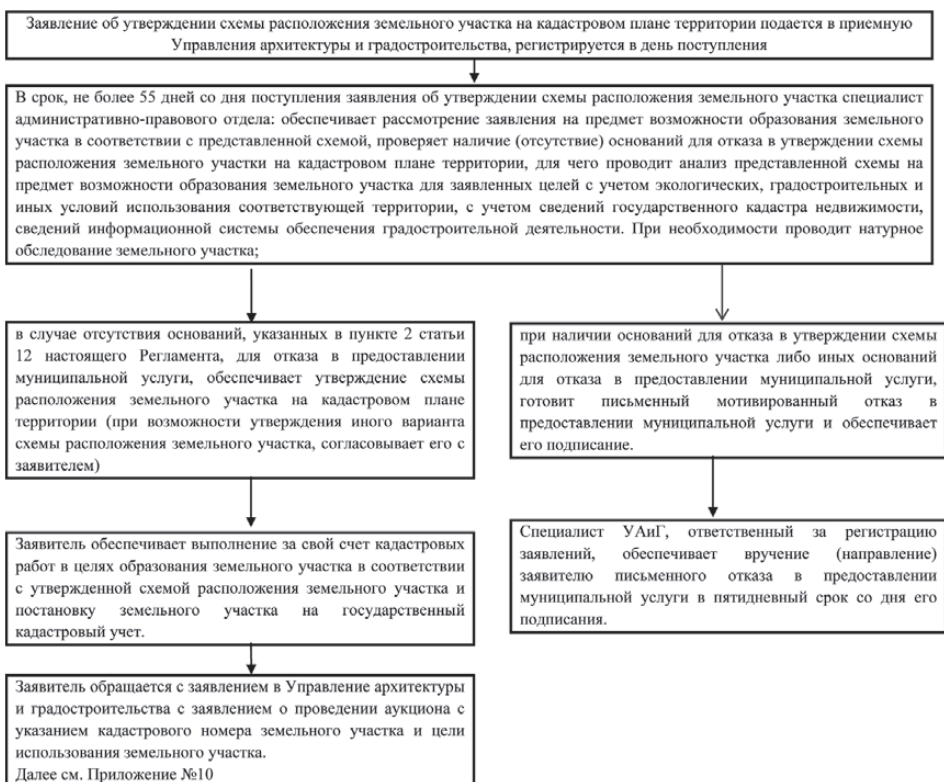 Заявление об утверждении схемы расположения земельного участка на кадастровом плане территории подается в приемную
Управления архитектуры и градостроительства, регистрируется в день поступления
В срок, не более 55 дней со дня поступления заявления об утверждении схемы расположения земельного участка специалист
административно-правового отдела: обеспечивает рассмотрение заявления на предмет возможности образования земельного
участка в соответствии с представленной схемой, проверяет наличие (отсутствие) оснований для отказа в утверждении схемы
расположения земельного участки на кадастровом плане территории, для чего проводит анализ представленной схемы на
предмет возможности образования земельного участка для заявленных целей с учетом экологических, градостроительных и
иных условий использования соответствующей территории, с учетом сведений государственного кадастра недвижимости,
сведений информационной системы обеспечения градостроительной деятельности. При необходимости проводит натурное
обследование земельного участка;
в случае отсутствия оснований, указанных в пункте 2 статьи
12 настоящего Регламента, для отказа в предоставлении
муниципальной услуги, обеспечивает утверждение схемы
расположения земельного участка на кадастровом плане
территории (при возможности утверждения иного варианта
схемы расположения земельного участка, согласовывает его с
заявителем)
при наличии оснований для отказа в утверждении схемы
расположения земельного участка либо иных оснований
для отказа в предоставлении муниципальной услуги,
готовит письменный мотивированный отказ в
предоставлении муниципальной услуги и обеспечивает
его подписание.
Заявитель обеспечивает выполнение за свой счет кадастровых
работ в целях образования земельного участка в соответствии
с утвержденной схемой расположения земельного участка и
постановку земельного участка на государственный
кадастровый учет.
Специалист УАиГ, ответственный за регистрацию
заявлений, обеспечивает вручение (направление)
заявителю письменного отказа в предоставлении
муниципальной услуги в пятидневный срок со дня его
подписания.
Заявитель обращается с заявлением в Управление архитектуры
и градостроительства с заявлением о проведении аукциона с
указанием кадастрового номера земельного участка и цели
использования земельного участка.
Далее см. Приложение №10